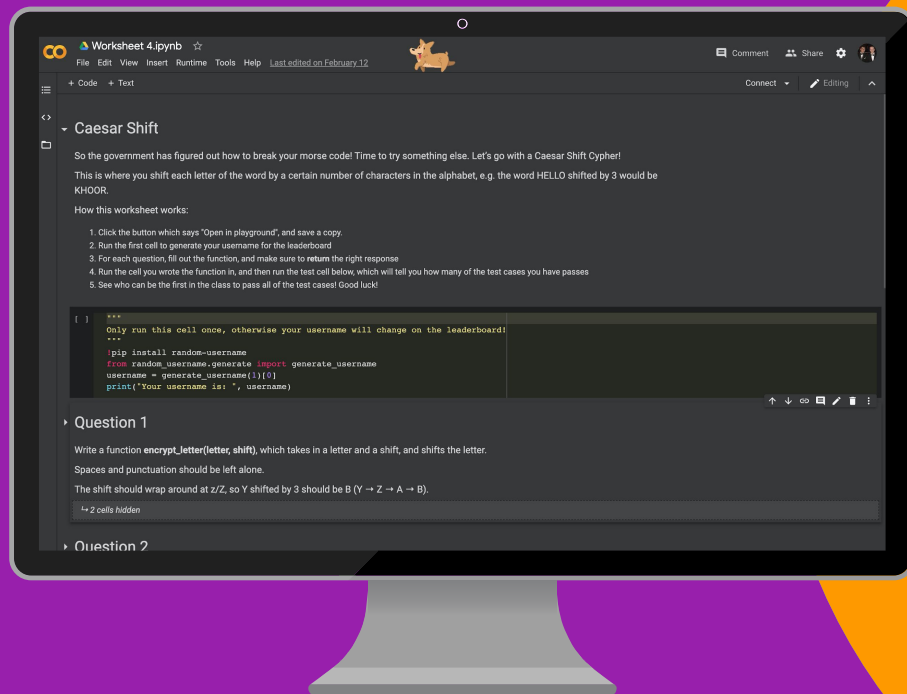 Worksheet 4.ipynb
File Edit View Insert Runtime Tools Help Last edited on February 12
Comment Share
+ Code + Text
Connect Editing
Caesar Shift
So the government has figured out how to break your morse code! Time to try something else. Let's go with a Caesar Shift Cypher!
This is where you shift each letter of the word by a certain number of characters in the alphabet, e.g. the word HELLO shifted by 3 would be
KHOOR.
How this worksheet works:
1. Click the button which says "Open in playground", and save a copy.
2. Run the first cell to generate your username for the leaderboard
3. For each question, fill out the function, and make sure to return the right response
4. Run the cell you wrote the function in, and then run the test cell below, which will tell you how many of the test cases you have passes
5. See who can be the first in the class to pass all of the test cases! Good luck!
[ ] """
Only run this cell once, otherwise your username will change on the leaderboard!
"""
!pip install random-username
from random_username.generate import generate_username
username = generate_username(1)[0]
print("Your username is: ", username)
Question 1
Write a function encrypt_letter(letter, shift), which takes in a letter and a shift, and shifts the letter.
Spaces and punctuation should be left alone.
The shift should wrap around at z/Z, so Y shifted by 3 should be B (Y → Z → A → B).
↳ 2 cells hidden
Question 2